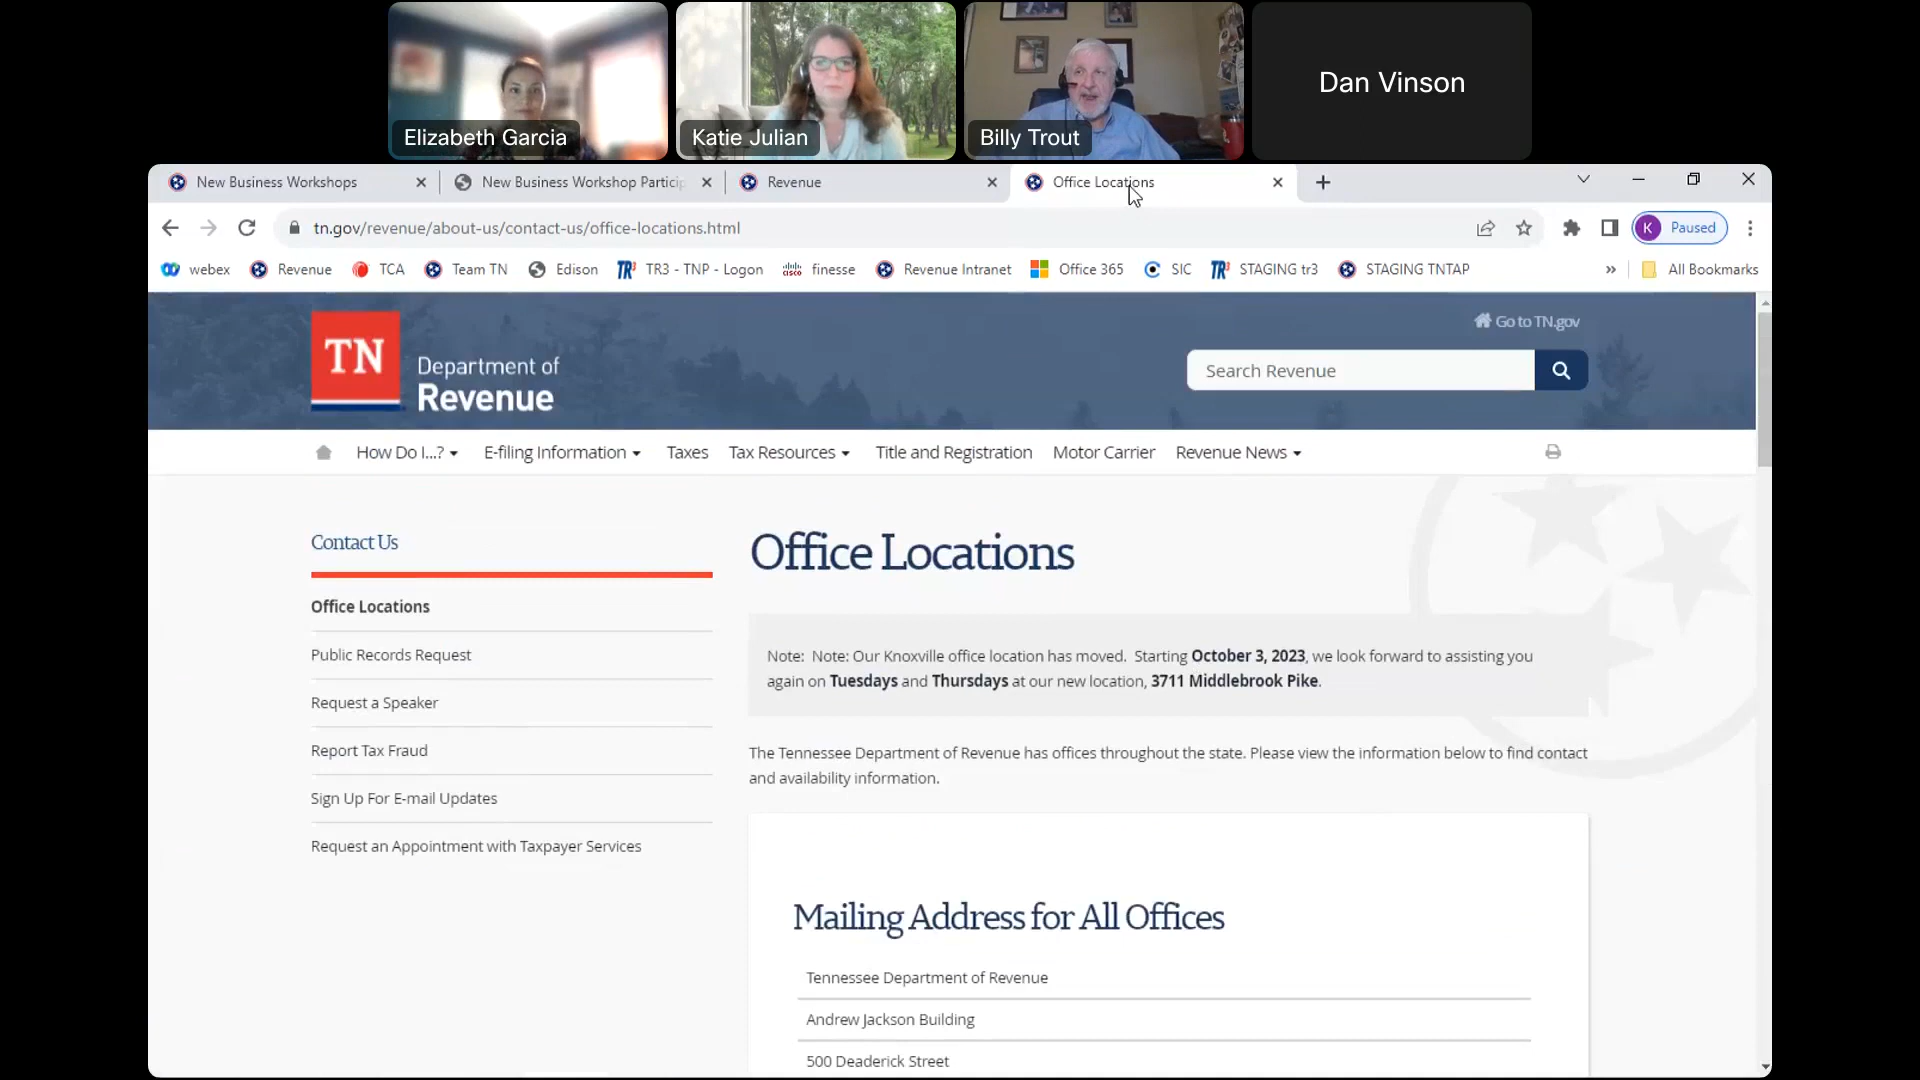 Elizabeth Garcia
Katie Julian
Billy Trout
Dan Vinson
New Business Workshops
New Business Workshop Particip
Revenue
Office Locations
tn.gov/revenue/about-us/contact-us/office-locations.html
K Paused
webex
Revenue
TCA
Team TN
Edison
TR3 TR3 - TNP - Logon
cisco finesse
Revenue Intranet
Office 365
SIC
TR3 STAGING tr3
STAGING TNTAP
»
All Bookmarks
TN
Department of
Revenue
Go to TN.gov
Search Revenue
How Do I...?
E-filing Information
Taxes
Tax Resources
Title and Registration
Motor Carrier
Revenue News
Contact Us
Office Locations
Public Records Request
Request a Speaker
Report Tax Fraud
Sign Up For E-mail Updates
Request an Appointment with Taxpayer Services
Office Locations
Note: Note: Our Knoxville office location has moved. Starting October 3, 2023, we look forward to assisting you
again on Tuesdays and Thursdays at our new location, 3711 Middlebrook Pike.
The Tennessee Department of Revenue has offices throughout the state. Please view the information below to find contact
and availability information.
Mailing Address for All Offices
Tennessee Department of Revenue
Andrew Jackson Building
500 Deaderick Street